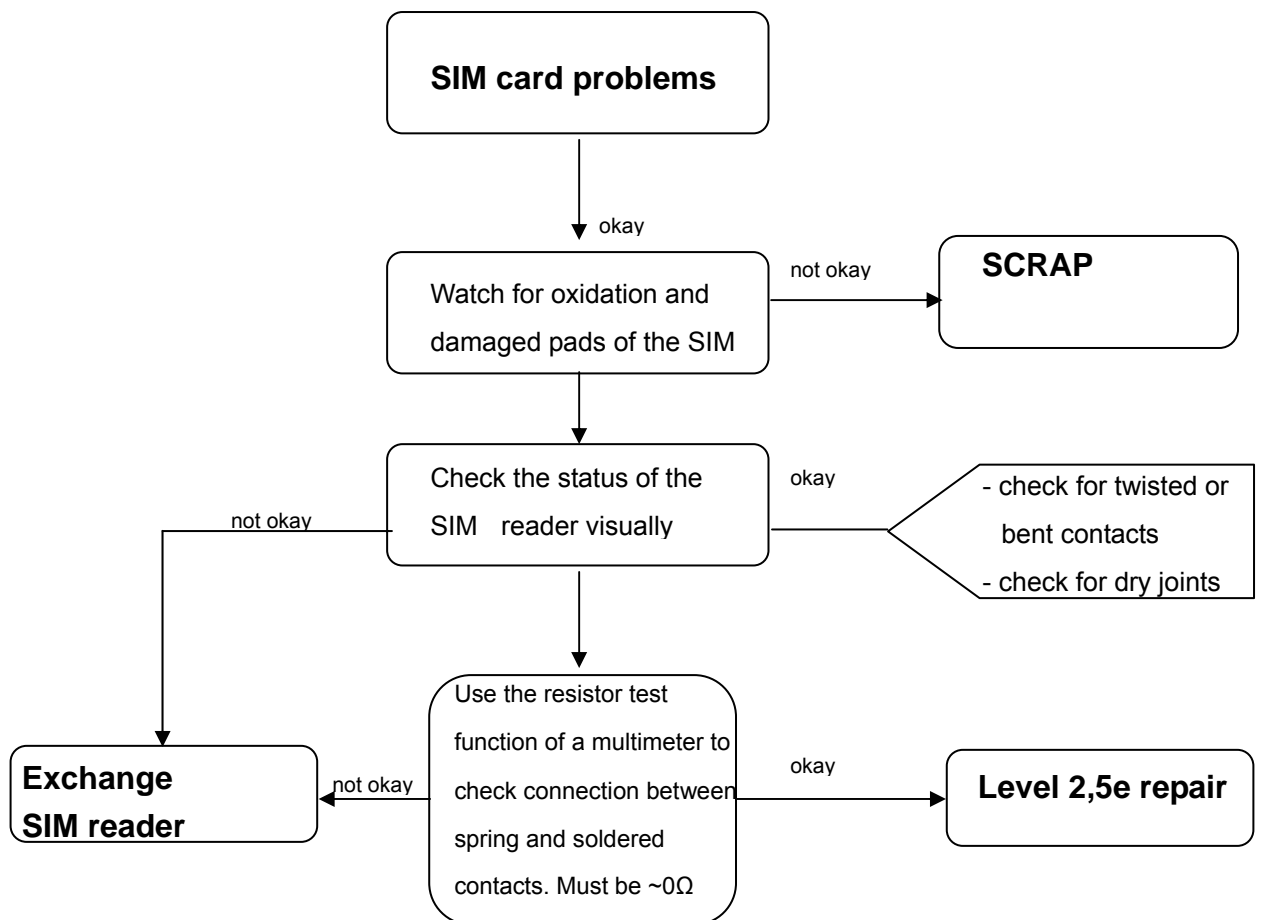 SIM card problems
okay
Watch for oxidation and
damaged pads of the SIM
not okay
SCRAP
Check the status of the
SIM reader visually
okay
- check for twisted or
bent contacts
- check for dry joints
not okay
Use the resistor test
function of a multimeter to
check connection between
spring and soldered
contacts. Must be ~0Ω
not okay
Exchange
SIM reader
okay
Level 2,5e repair